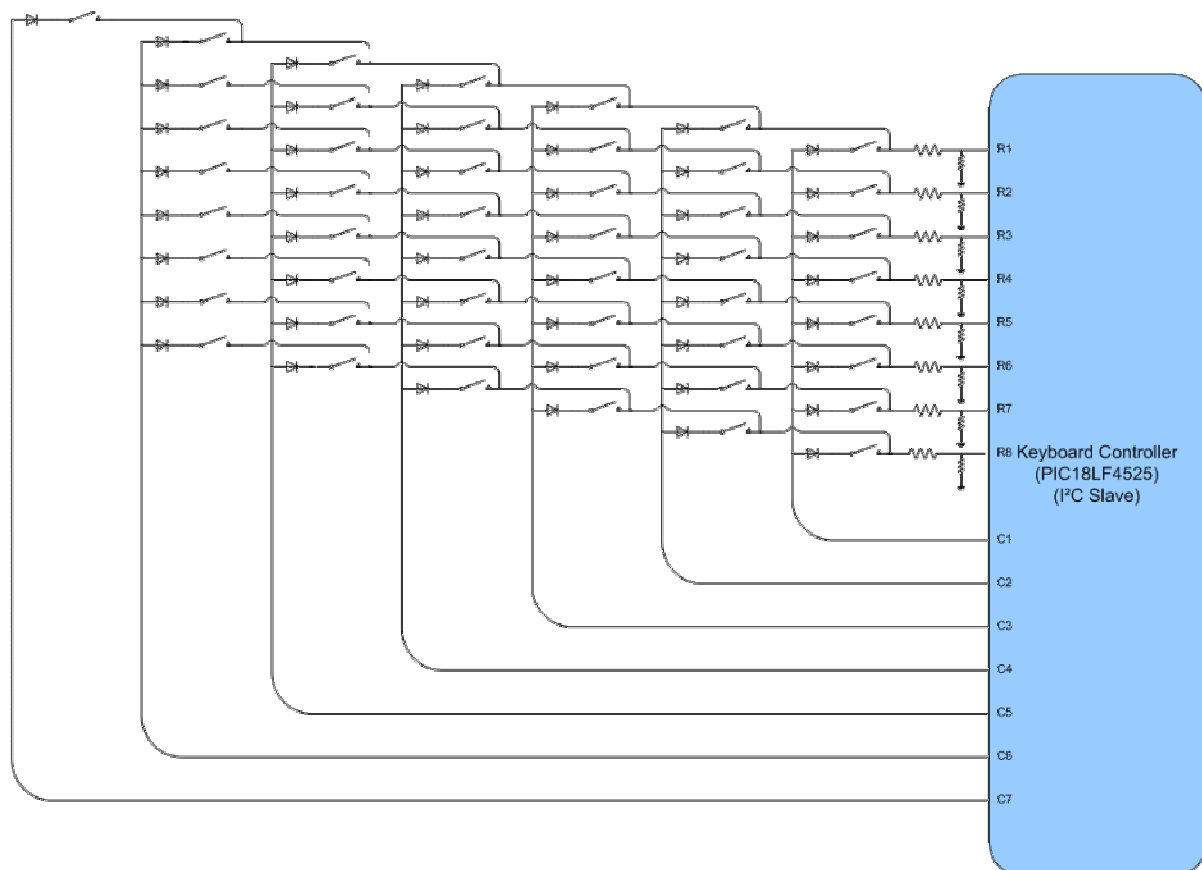 R1
R2
R3
R4
R5
R6
R7
R8 Keyboard Controller
(PIC18LF4525)
(I²C Slave)
C1
C2
C3
C4
C5
C6
C7